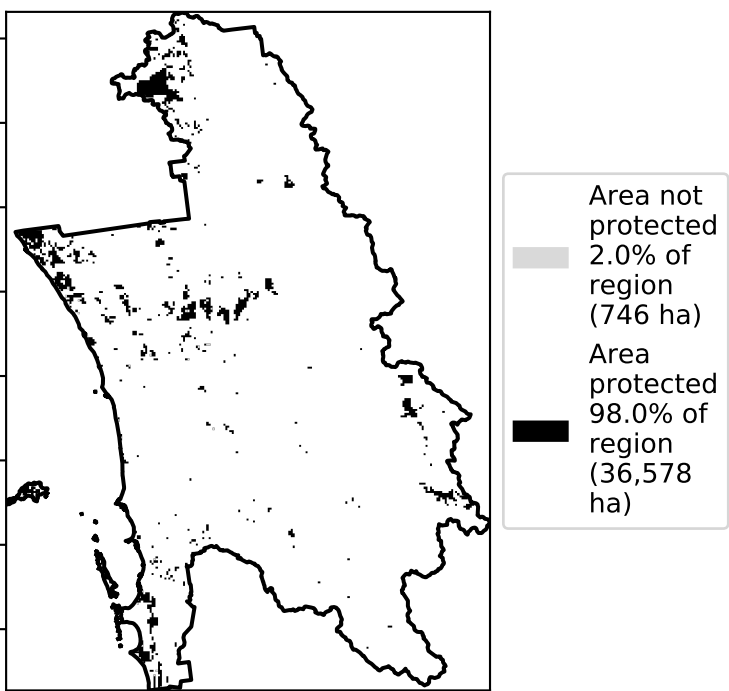 Area not
protected
2.0% of
region
(746 ha)
Area
protected
98.0% of
region
(36,578
ha)